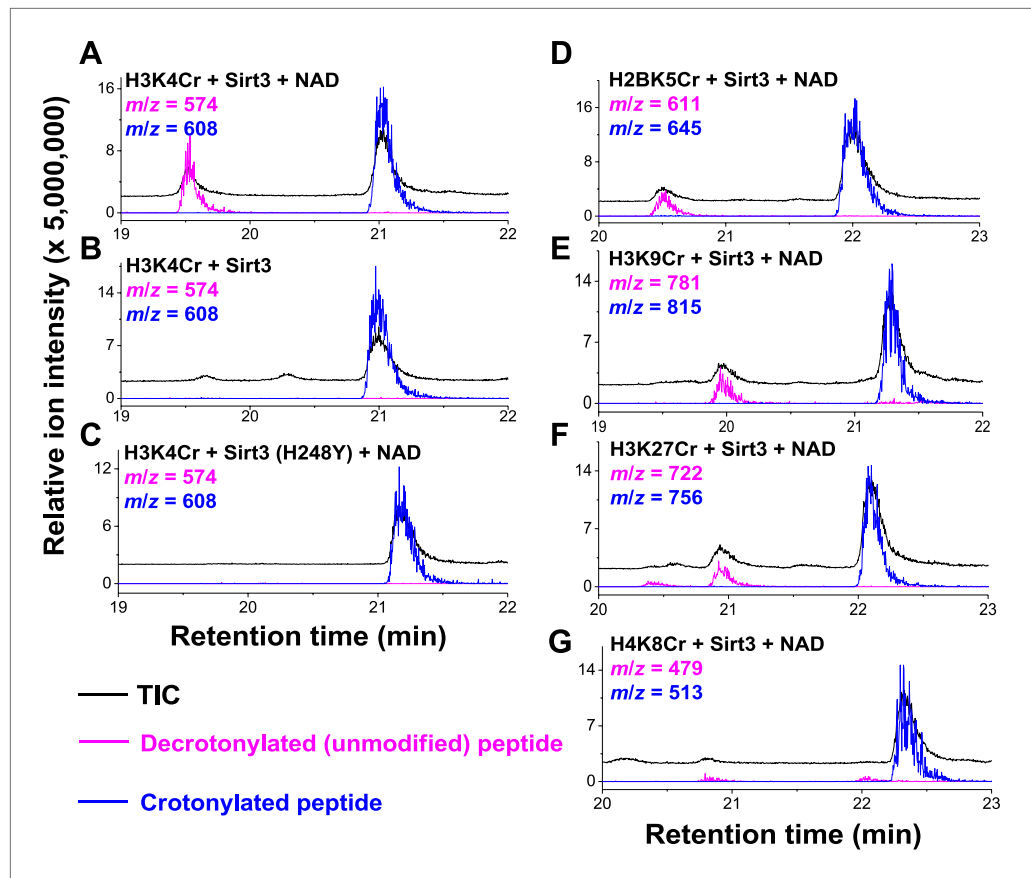 A
H3K4Cr + Sirt3 + NAD
m/z = 574
m/z = 608
16
8
0
19
20
21
22
B
H3K4Cr + Sirt3
m/z = 574
m/z = 608
14
7
0
19
20
21
22
C
H3K4Cr + Sirt3 (H248Y) + NAD
m/z = 574
m/z = 608
12
6
0
19
20
21
22
Relative ion intensity (x 5,000,000)
Retention time (min)
TIC
Decrotonylated (unmodified) peptide
Crotonylated peptide
D
H2BK5Cr + Sirt3 + NAD
m/z = 611
m/z = 645
16
8
0
20
21
22
23
E
H3K9Cr + Sirt3 + NAD
m/z = 781
m/z = 815
14
7
0
19
20
21
22
F
H3K27Cr + Sirt3 + NAD
m/z = 722
m/z = 756
14
7
0
20
21
22
23
G
H4K8Cr + Sirt3 + NAD
m/z = 479
m/z = 513
14
7
0
20
21
22
23
Retention time (min)